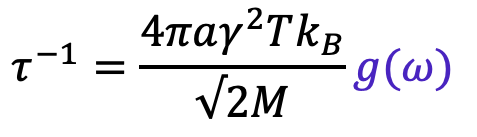 τ⁻¹ = 4πaγ²Tk_B / √2M g(ω)